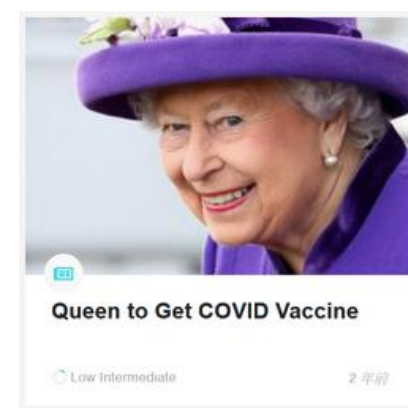 Queen to Get COVID Vaccine
Low Intermediate
2 年前